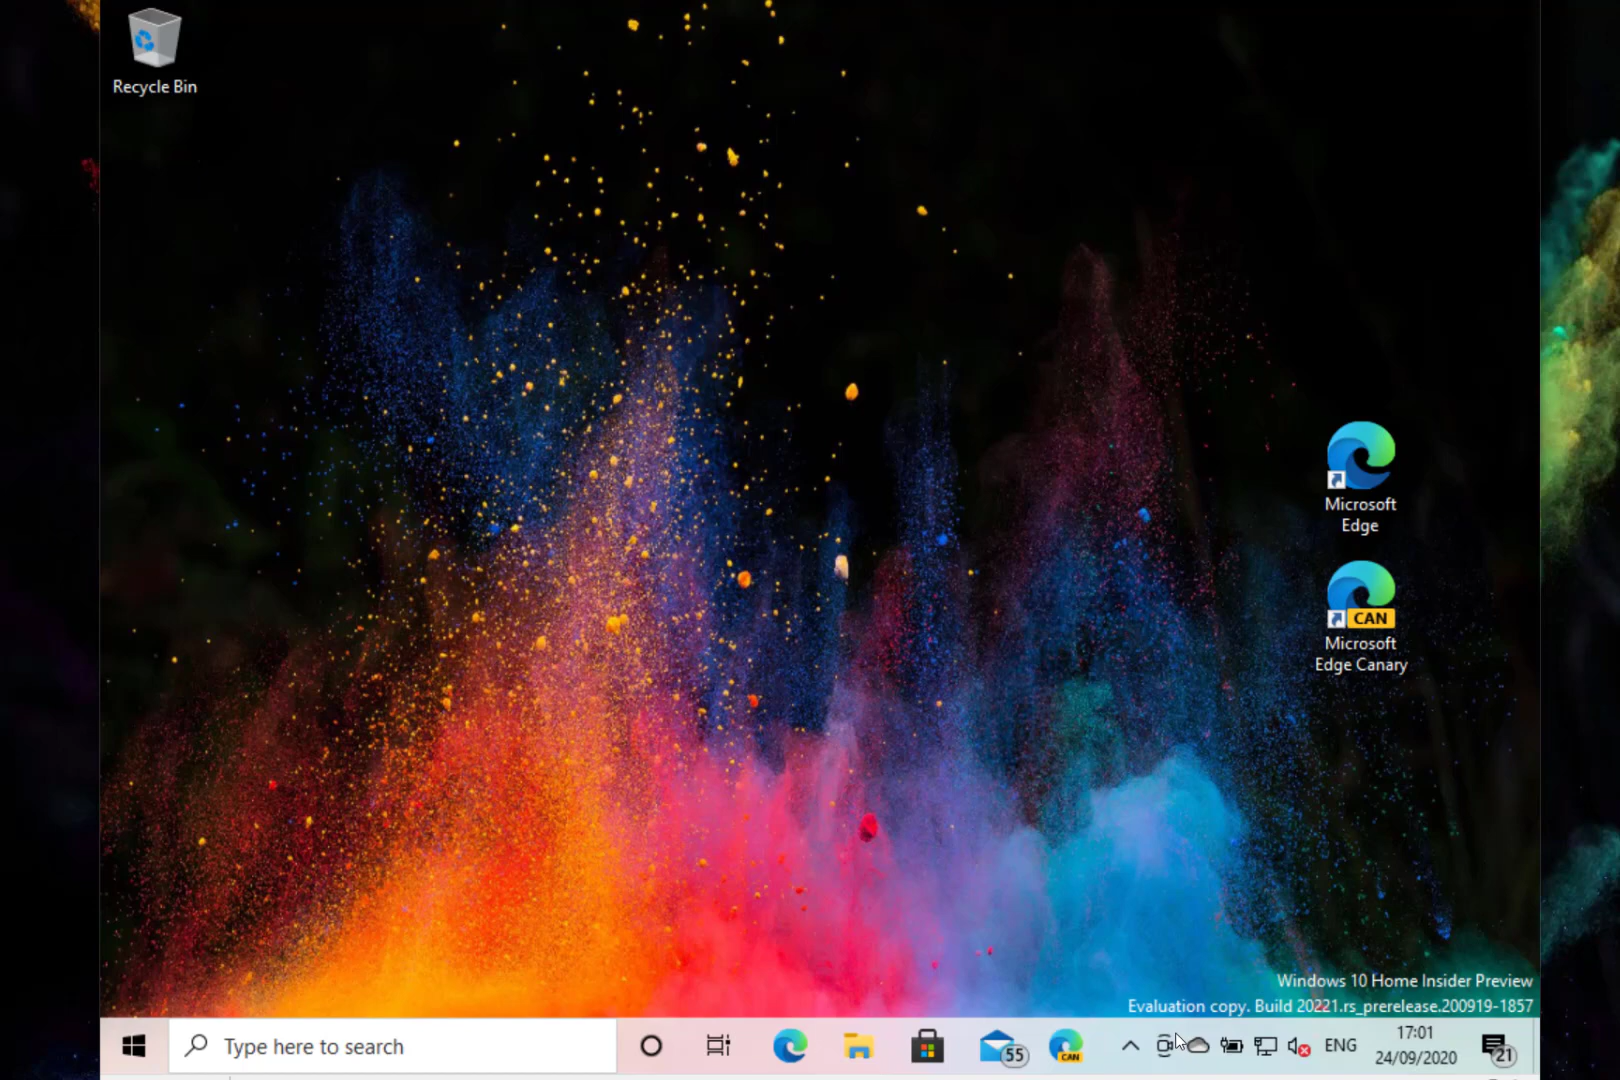 Recycle Bin
Microsoft
Edge
CAN
Microsoft
Edge Canary
Windows 10 Home Insider Preview
Evaluation copy. Build 20221.rs_prerelease.200919-1857
Type here to search
55
CAN
ENG
17:01
24/09/2020
21